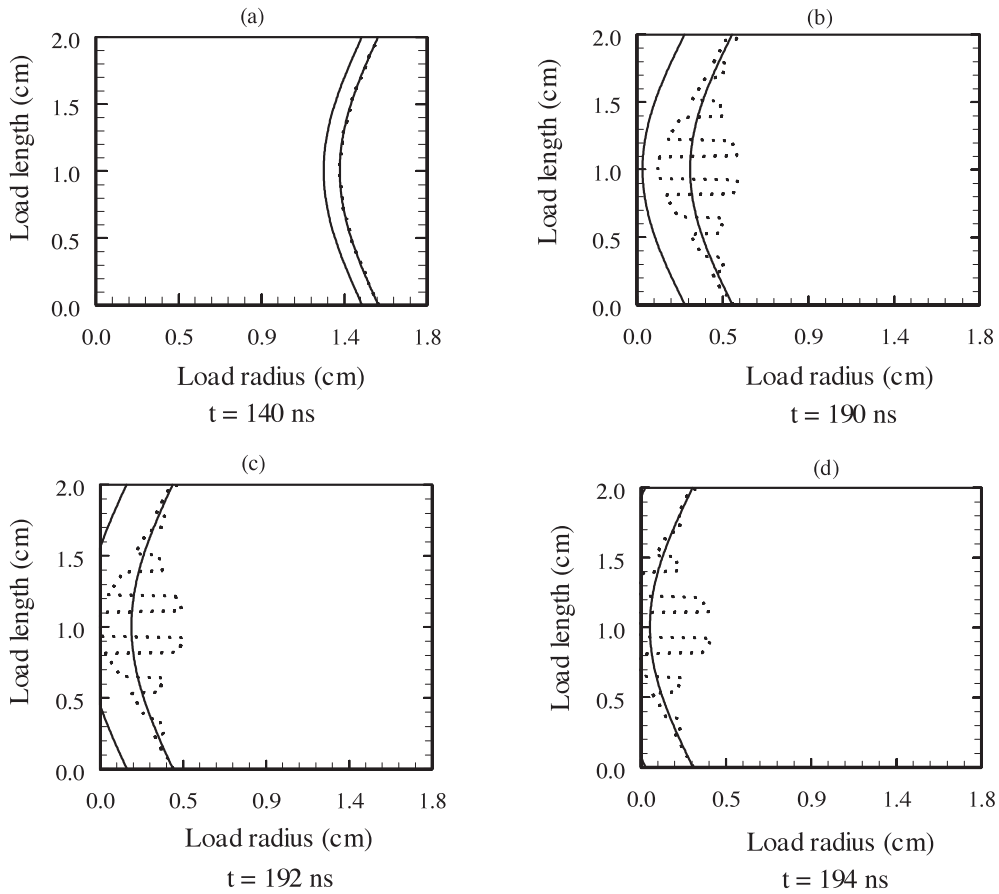 (a)
2.0
1.5
1.0
0.5
0.0
Load length (cm)
0.0 0.5 0.9 1.4 1.8
Load radius (cm)
t = 140 ns
(b)
2.0
1.5
1.0
0.5
0.0
Load length (cm)
0.0 0.5 0.9 1.4 1.8
Load radius (cm)
t = 190 ns
(c)
2.0
1.5
1.0
0.5
0.0
Load length (cm)
0.0 0.5 0.9 1.4 1.8
Load radius (cm)
t = 192 ns
(d)
2.0
1.5
1.0
0.5
0.0
Load length (cm)
0.0 0.5 0.9 1.4 1.8
Load radius (cm)
t = 194 ns